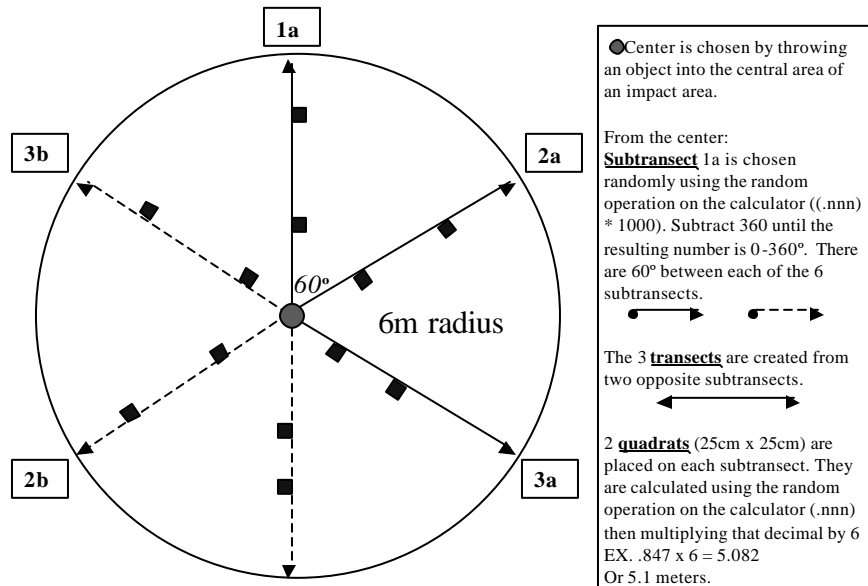 1a
3b
2a
60º
6m radius
2b
3a
Center is chosen by throwing
an object into the central area of
an impact area.
From the center:
Subtransect 1a is chosen
randomly using the random
operation on the calculator ((.nnn)
* 1000). Subtract 360 until the
resulting number is 0-360º. There
are 60º between each of the 6
subtransects.
The 3 transects are created from
two opposite subtransects.
2 quadrats (25cm x 25cm) are
placed on each subtransect. They
are calculated using the random
operation on the calculator (.nnn)
then multiplying that decimal by 6
EX. .847 x 6 = 5.082
Or 5.1 meters.